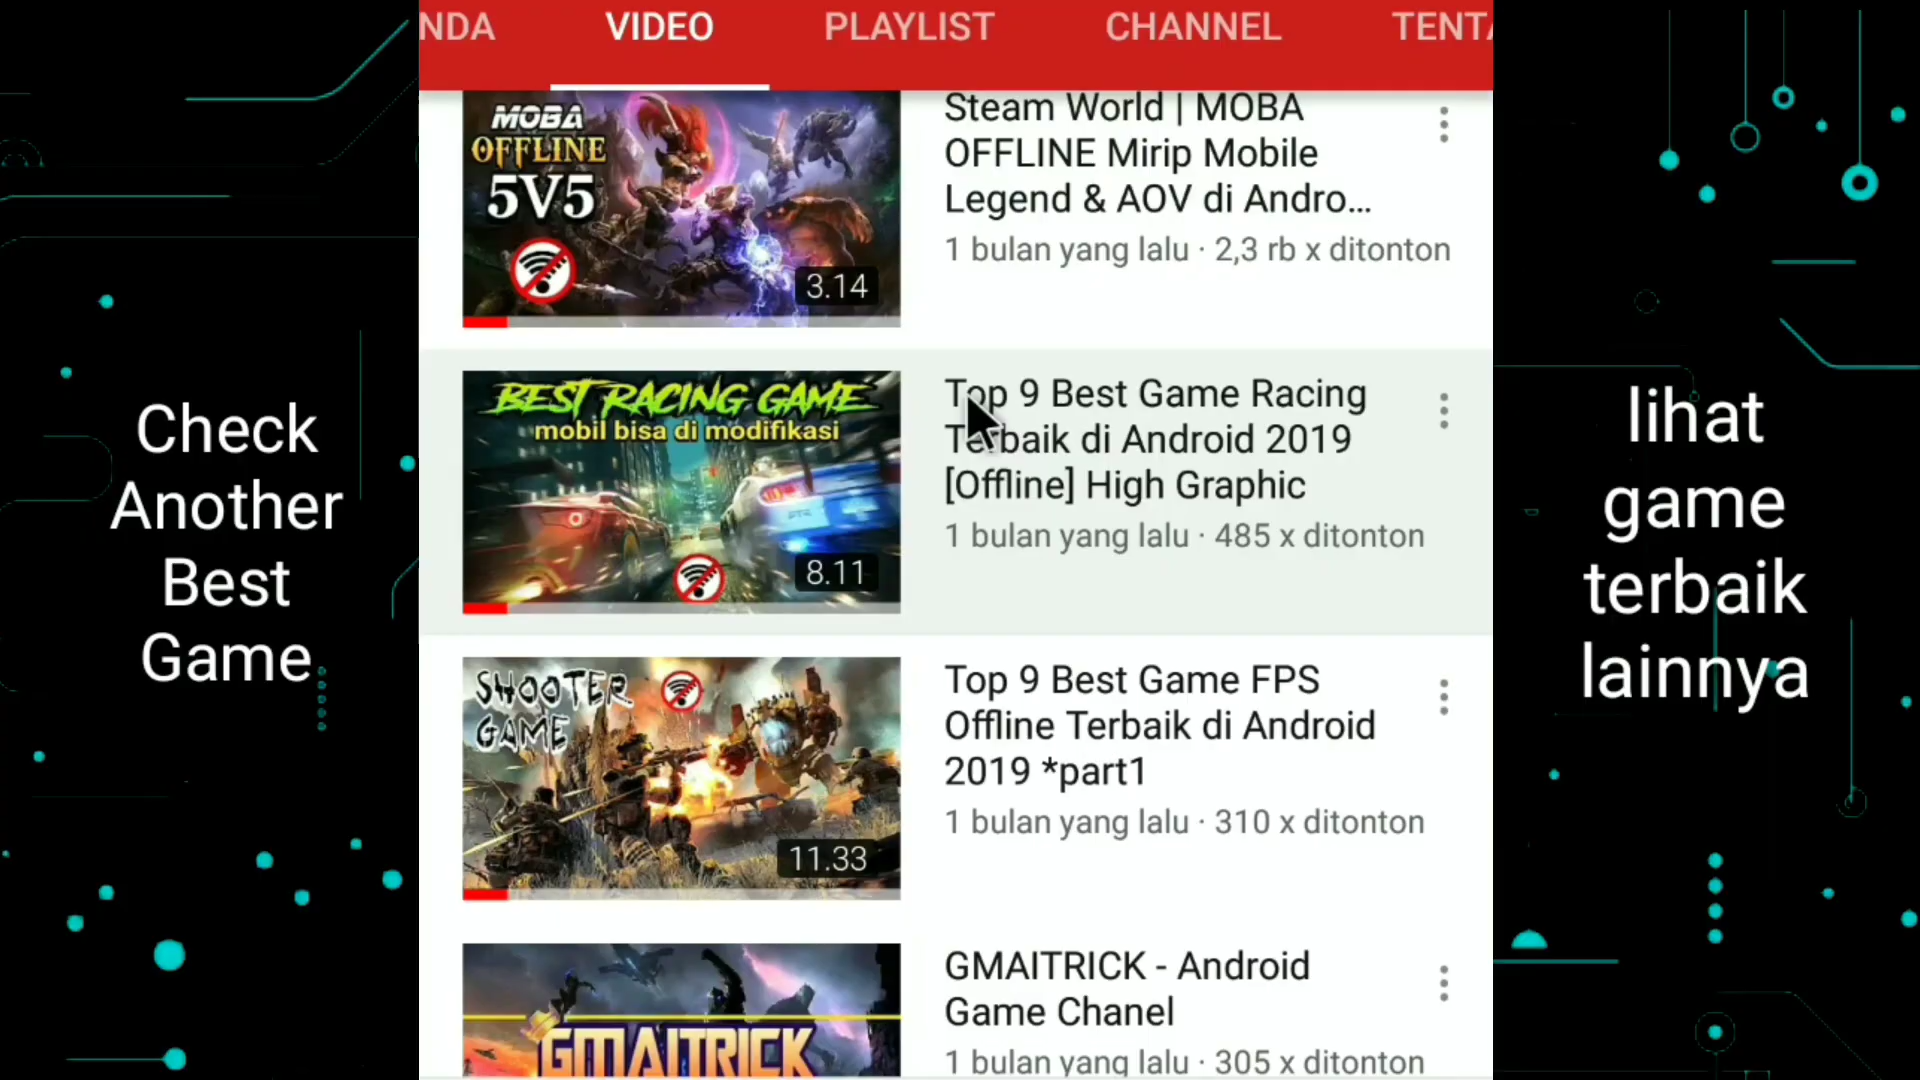 NDA VIDEO PLAYLIST CHANNEL TENTA
MOBA
OFFLINE
5V5
3.14
Steam World | MOBA
OFFLINE Mirip Mobile
Legend & AOV di Andro...
1 bulan yang lalu · 2,3 rb x ditonton
BEST RACING GAME
mobil bisa di modifikasi
8.11
Top 9 Best Game Racing
Terbaik di Android 2019
[Offline] High Graphic
1 bulan yang lalu · 485 x ditonton
SHOOTER
GAME
11.33
Top 9 Best Game FPS
Offline Terbaik di Android
2019 *part1
1 bulan yang lalu · 310 x ditonton
GMAITRICK
GMAITRICK - Android
Game Chanel
1 bulan yang lalu · 305 x ditonton
Check
Another
Best
Game
lihat
game
terbaik
lainnya